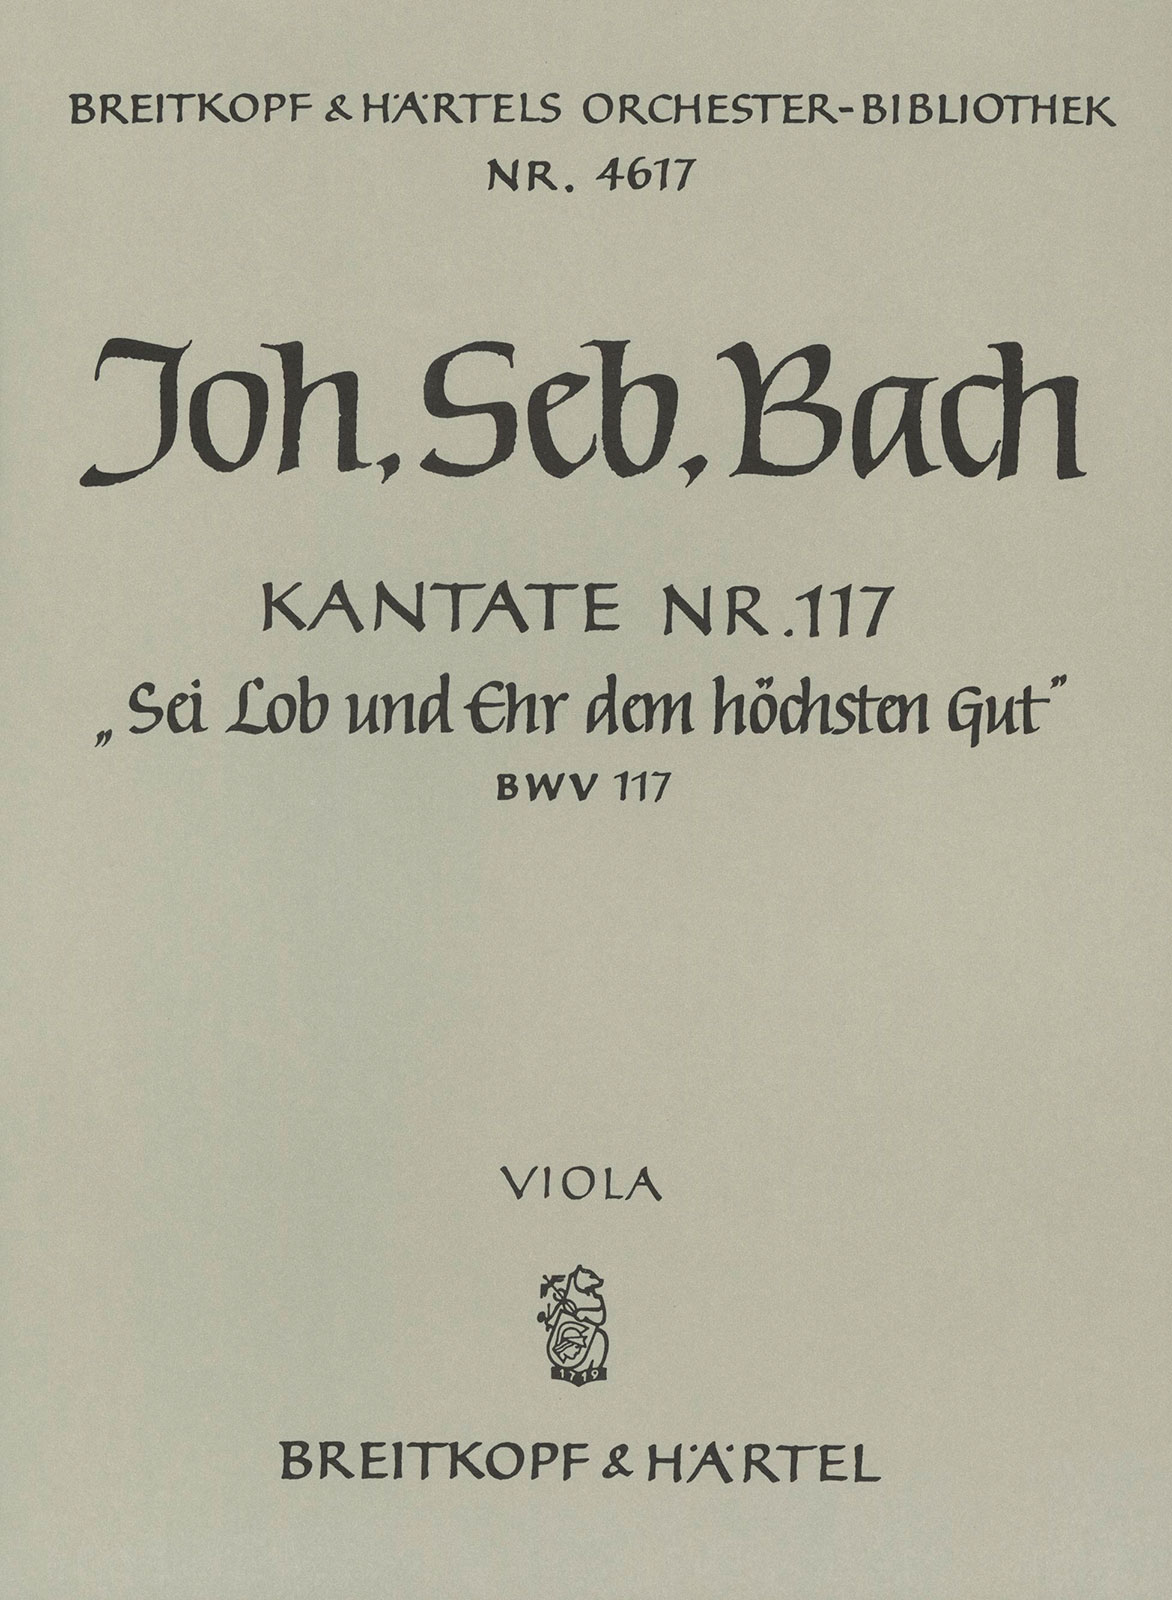 BREITKOPF & HÄRTELS ORCHESTER-BIBLIOTHEK
NR. 4617
Joh. Seb. Bach
KANTATE NR. 117
„Sei Lob und Ehr dem höchsten Gut”
BWV 117
VIOLA
1719
BREITKOPF & HÄRTEL